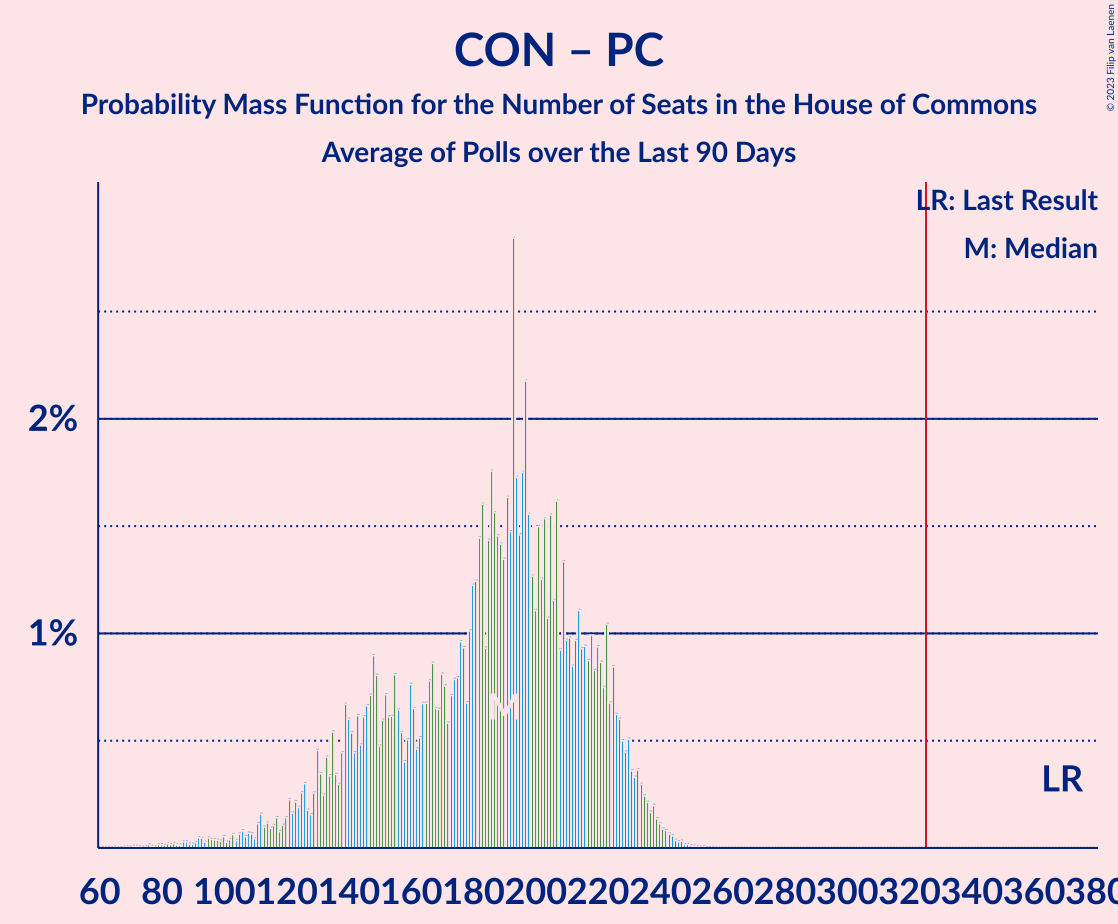 CON – PC
Probability Mass Function for the Number of Seats in the House of Commons
Average of Polls over the Last 90 Days
© 2023 Filip van Laenen
LR: Last Result
M: Median
2%
1%
M
LR
60 80 100 120 140 160 180 200 220 240 260 280 300 320 340 360 380